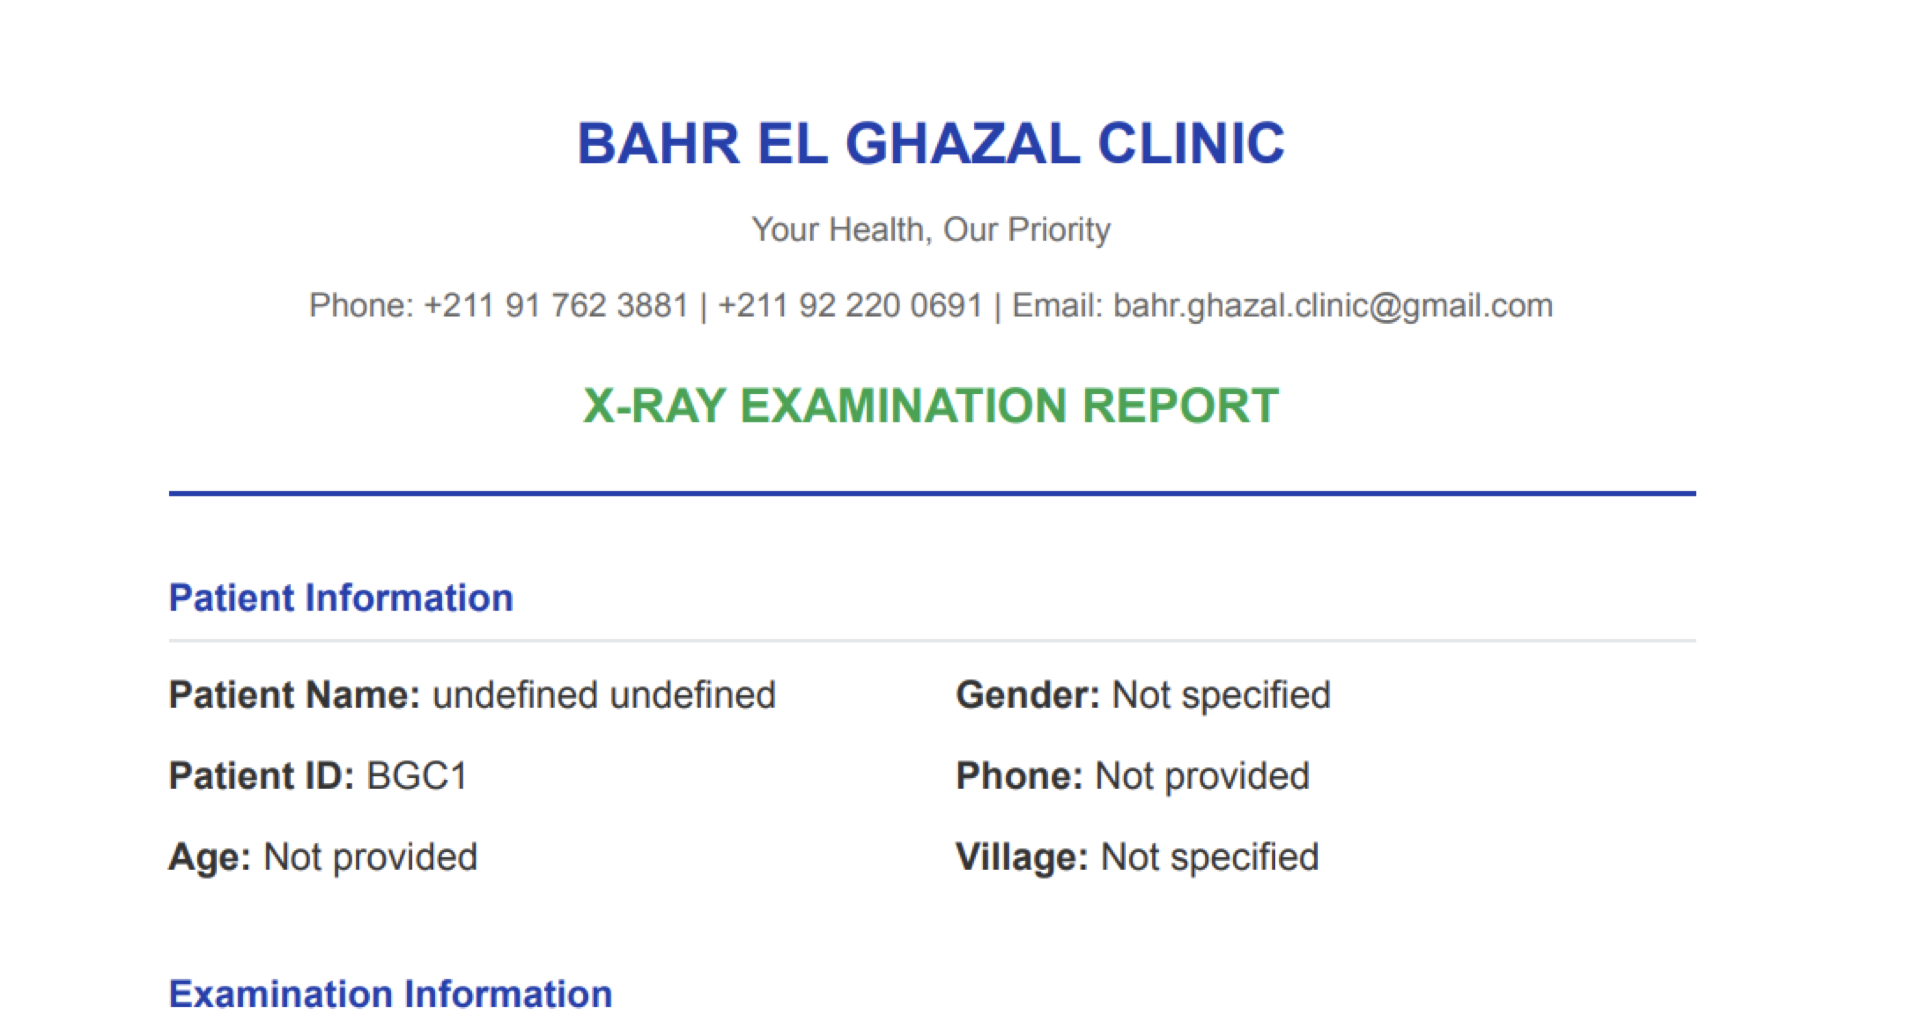 BAHR EL GHAZAL CLINIC
Your Health, Our Priority
Phone: +211 91 762 3881 | +211 92 220 0691 | Email: bahr.ghazal.clinic@gmail.com
X-RAY EXAMINATION REPORT
Patient Information
Patient Name: undefined undefined
Gender: Not specified
Patient ID: BGC1
Phone: Not provided
Age: Not provided
Village: Not specified
Examination Information